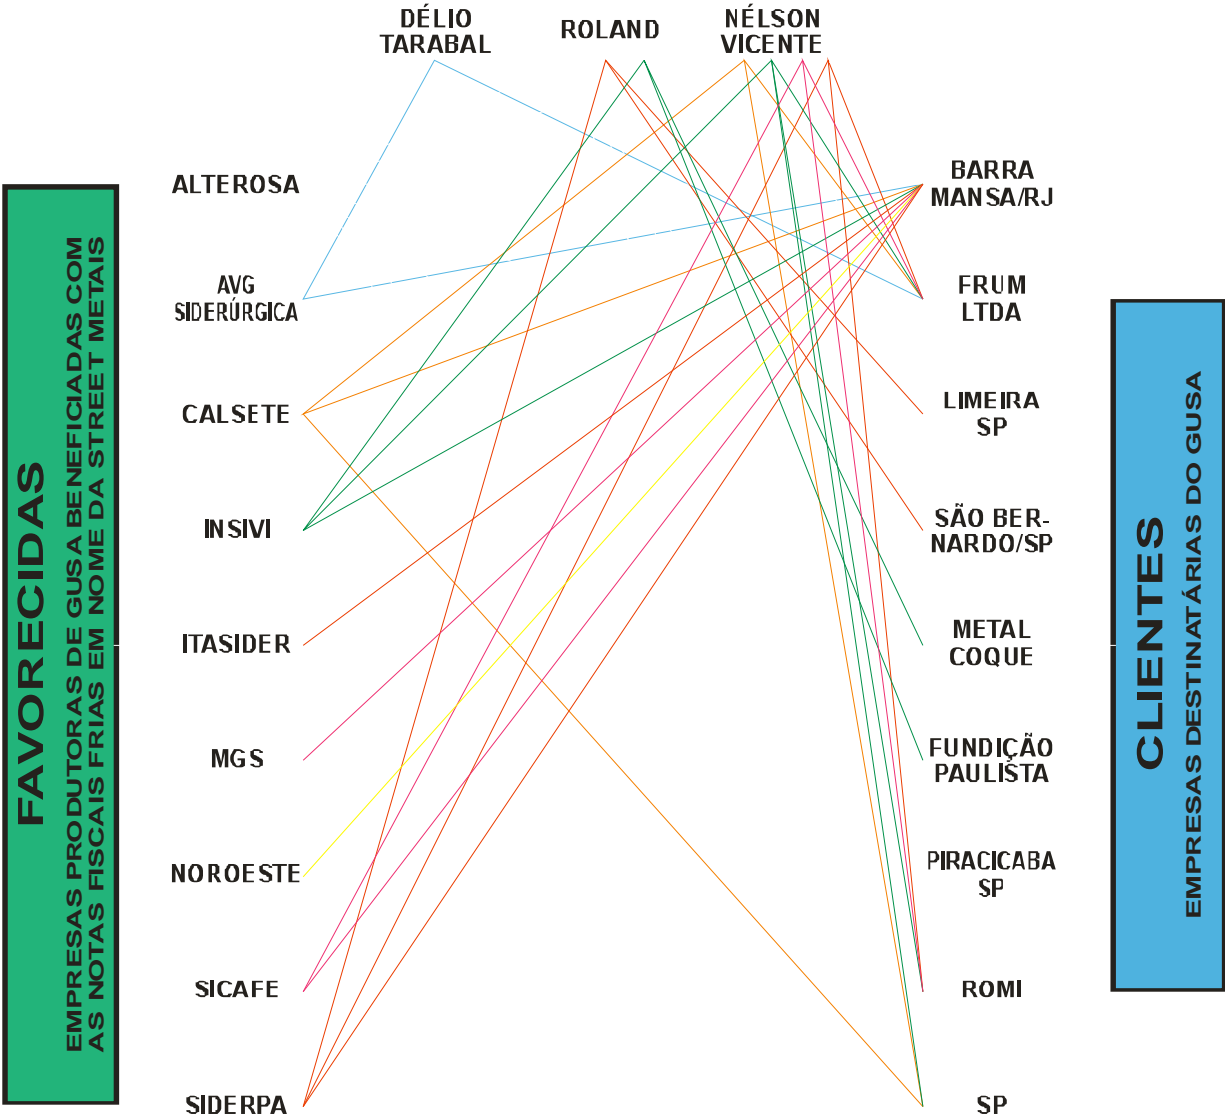 DÉLIO
TARABAL
ROLAND
NÉLSON
VICENTE
FAVORECIDAS
EMPRESAS PRODUTORAS DE GUSA BENEFICIADAS COM
AS NOTAS FISCAIS FRIAS EM NOME DA STREET METAIS
ALTEROSA
AVG
SIDERÚRGICA
CALSETE
INSIVI
ITASIDER
MGS
NOROESTE
SICAFE
SIDERPA
BARRA
MANSA/RJ
FRUM
LTDA
LIMEIRA
SP
SÃO BER-
NARDO/SP
METAL
COQUE
FUNDIÇÃO
PAULISTA
PIRACICABA
SP
ROMI
SP
CLIENTES
EMPRESAS DESTINATÁRIAS DO GUSA